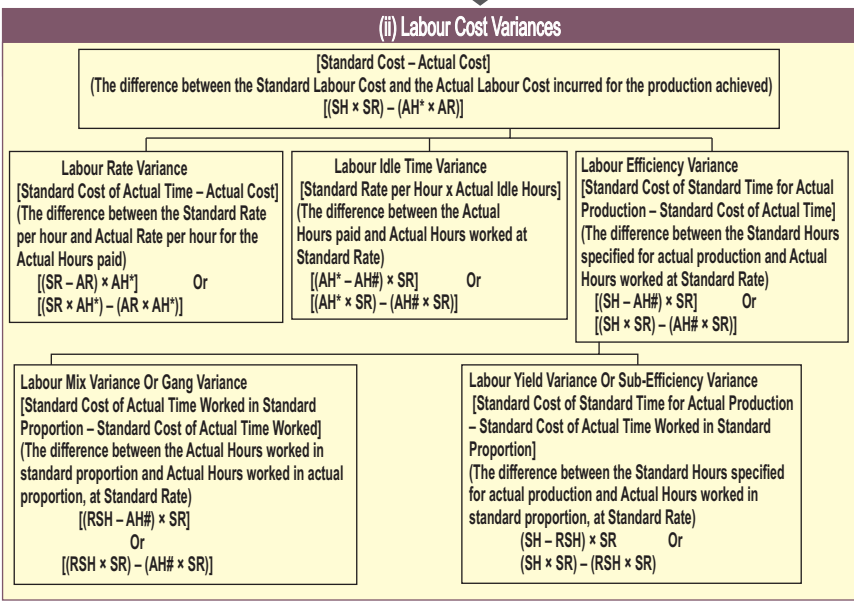 (ii) Labour Cost Variances
[Standard Cost – Actual Cost]
(The difference between the Standard Labour Cost and the Actual Labour Cost incurred for the production achieved)
[(SH × SR) – (AH* × AR)]
Labour Rate Variance
[Standard Cost of Actual Time – Actual Cost]
(The difference between the Standard Rate
per hour and Actual Rate per hour for the
Actual Hours paid)
[(SR – AR) × AH*] Or
[(SR × AH*) – (AR × AH*)]
Labour Idle Time Variance
[Standard Rate per Hour x Actual Idle Hours]
(The difference between the Actual
Hours paid and Actual Hours worked at
Standard Rate)
[(AH* – AH#) × SR] Or
[(AH* × SR) – (AH# × SR)]
Labour Efficiency Variance
[Standard Cost of Standard Time for Actual
Production – Standard Cost of Actual Time]
(The difference between the Standard Hours
specified for actual production and Actual
Hours worked at Standard Rate)
[(SH – AH#) × SR] Or
[(SH × SR) – (AH# × SR)]
Labour Mix Variance Or Gang Variance
[Standard Cost of Actual Time Worked in Standard
Proportion – Standard Cost of Actual Time Worked]
(The difference between the Actual Hours worked in
standard proportion and Actual Hours worked in actual
proportion, at Standard Rate)
[(RSH – AH#) × SR]
Or
[(RSH × SR) – (AH# × SR)]
Labour Yield Variance Or Sub-Efficiency Variance
[Standard Cost of Standard Time for Actual Production
– Standard Cost of Actual Time Worked in Standard
Proportion]
(The difference between the Standard Hours specified
for actual production and Actual Hours worked in
standard proportion, at Standard Rate)
(SH – RSH) × SR Or
(SH × SR) – (RSH × SR)